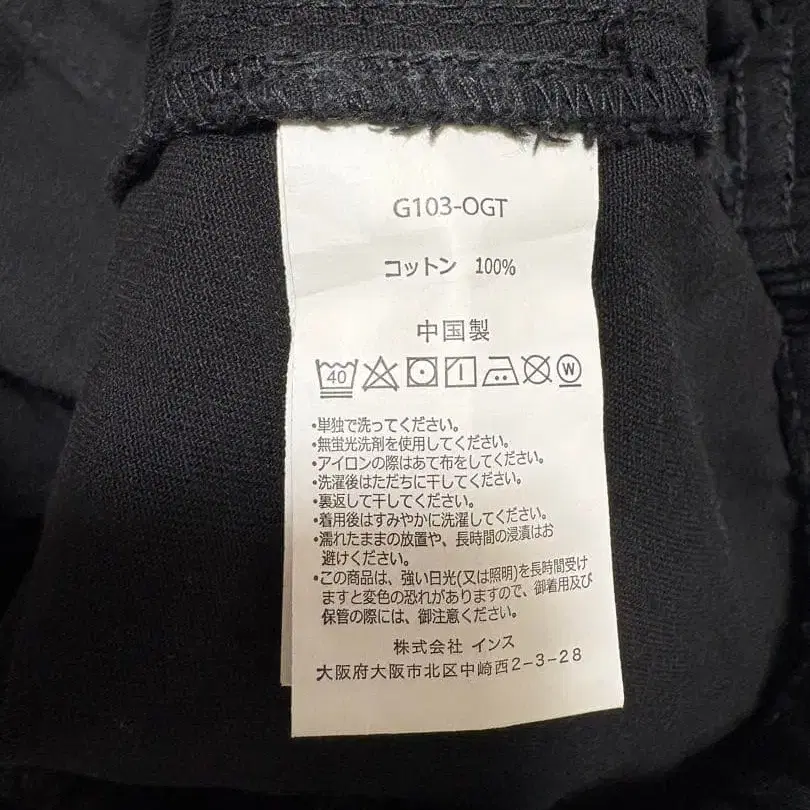 G103-OGT
コットン 100%
中国製
40 W
・単独で洗ってください。
・無蛍光洗剤を使用してください。
・アイロンの際はあて布をしてください。
・洗濯後はただちに干してください。
・裏返して干してください。
・着用後はすみやかに洗濯してください。
・濡れたままの放置や、長時間の浸漬はお
避けください。
・この商品は、強い日光(又は照明)を長時間受け
ますと変色の恐れがありますので、御着用及び
保管の際には、御注意ください。
株式会社 インス
大阪府大阪市北区中崎西2-3-28